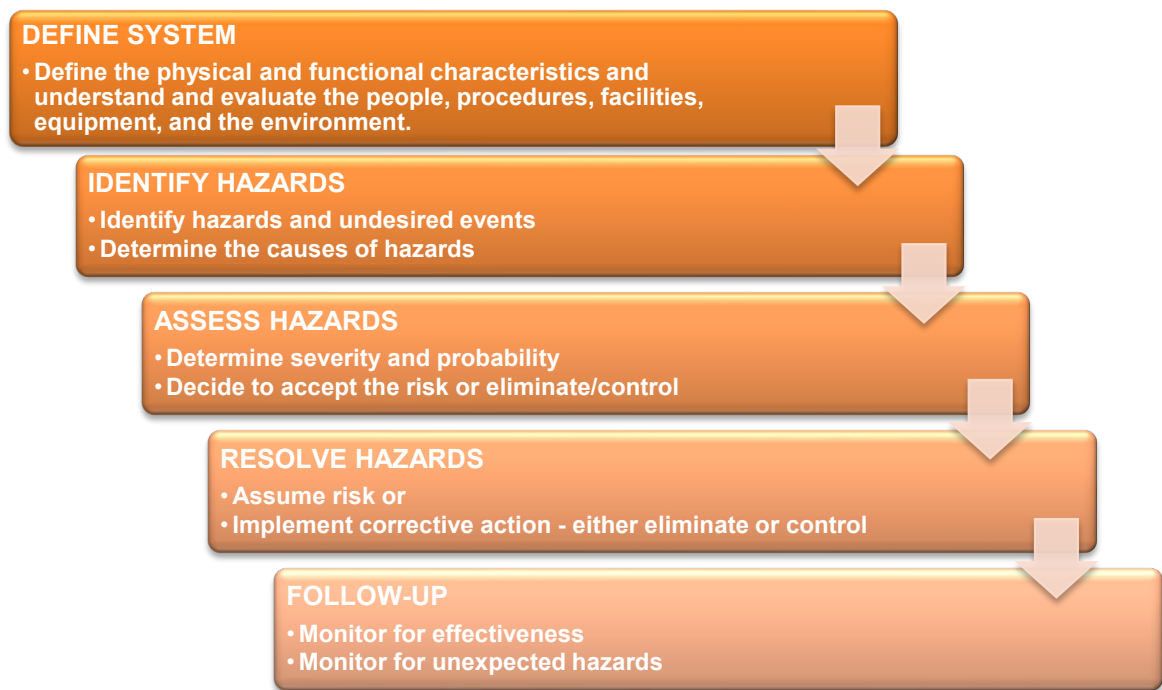 DEFINE SYSTEM
• Define the physical and functional characteristics and
understand and evaluate the people, procedures, facilities,
equipment, and the environment.
IDENTIFY HAZARDS
• Identify hazards and undesired events
• Determine the causes of hazards
ASSESS HAZARDS
• Determine severity and probability
• Decide to accept the risk or eliminate/control
RESOLVE HAZARDS
• Assume risk or
• Implement corrective action - either eliminate or control
FOLLOW-UP
• Monitor for effectiveness
• Monitor for unexpected hazards